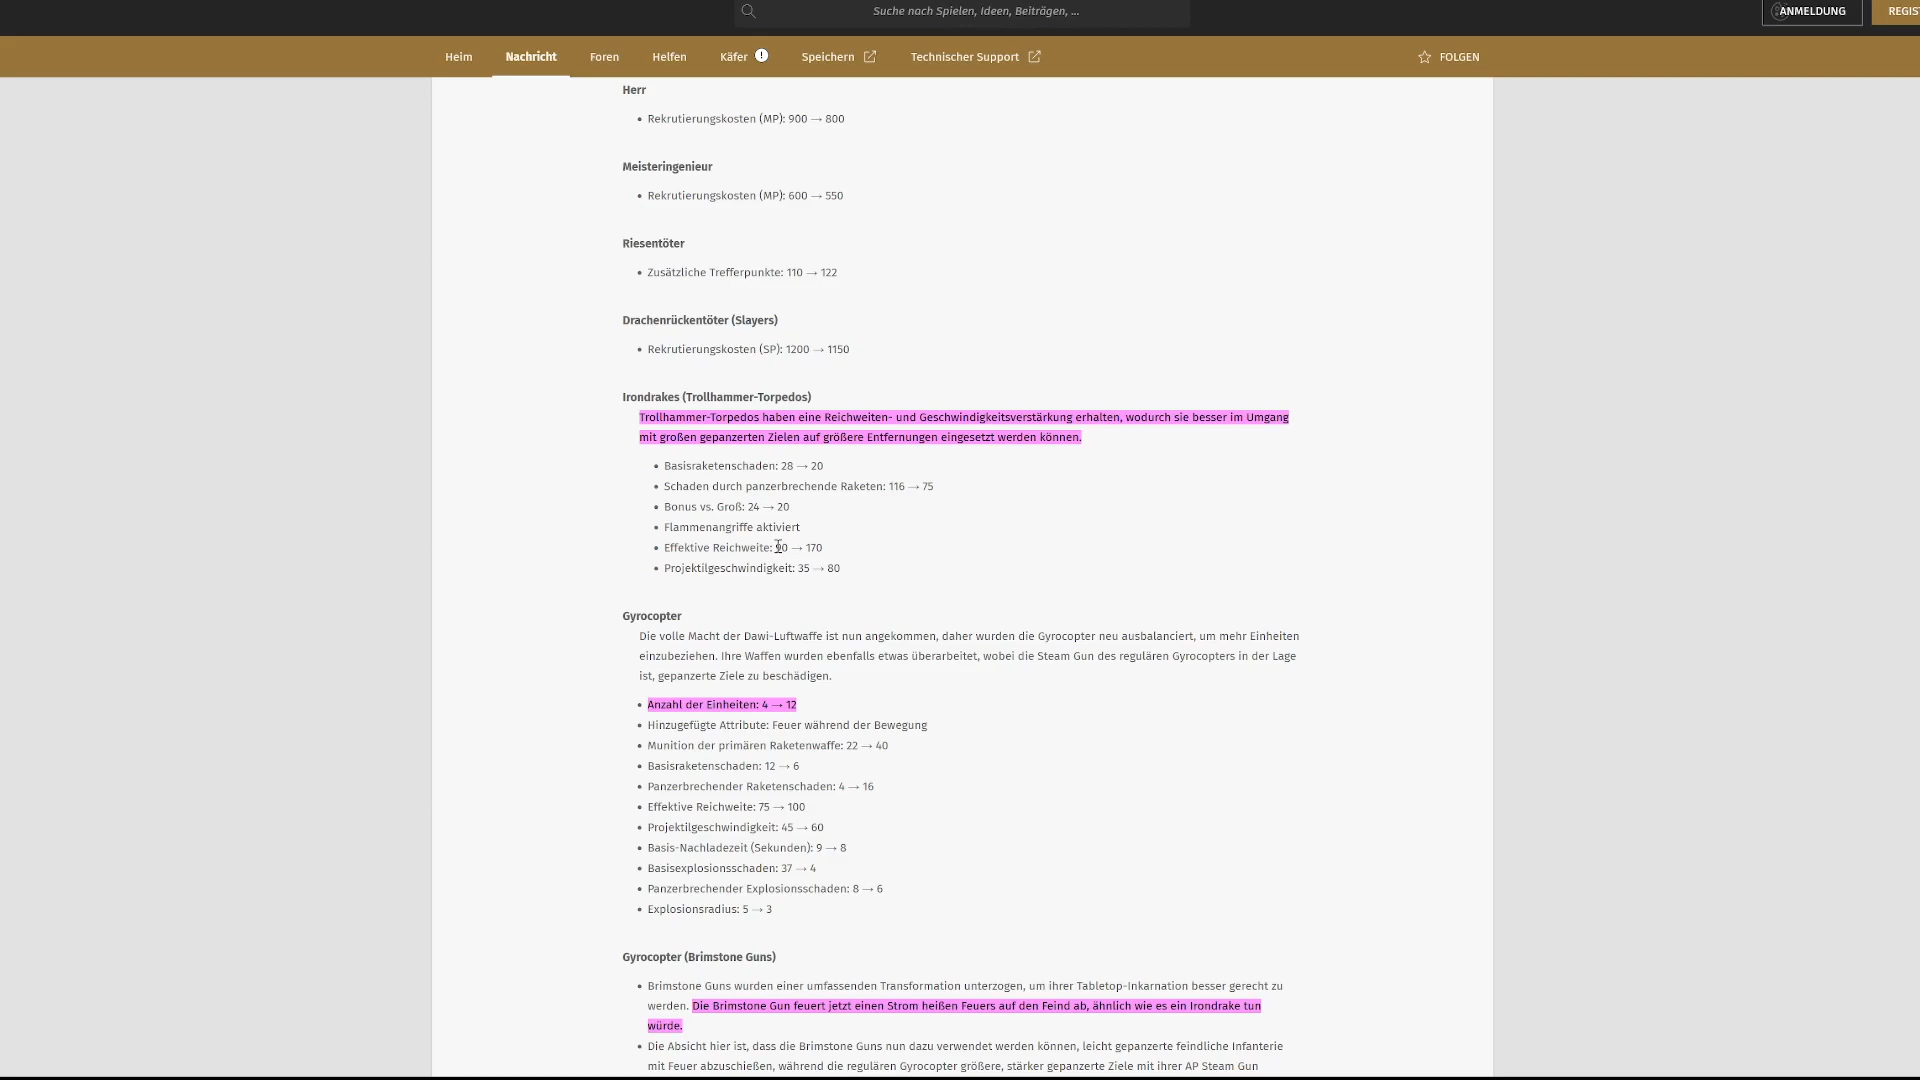 Suche nach Spielen, Ideen, Beiträgen, ...
ANMELDUNG
REGIS
Heim
Nachricht
Foren
Helfen
Käfer
Speichern
Technischer Support
FOLGEN
Herr
• Rekrutierungskosten (MP): 900 → 800
Meisteringenieur
• Rekrutierungskosten (MP): 600 → 550
Riesentöter
• Zusätzliche Trefferpunkte: 110 → 122
Drachenrückentöter (Slayers)
• Rekrutierungskosten (SP): 1200 → 1150
Irondrakes (Trollhammer-Torpedos)
Trollhammer-Torpedos haben eine Reichweiten- und Geschwindigkeitsverstärkung erhalten, wodurch sie besser im Umgang
mit großen gepanzerten Zielen auf größere Entfernungen eingesetzt werden können.
• Basisraketenschaden: 28 → 20
• Schaden durch panzerbrechende Raketen: 116 → 75
• Bonus vs. Groß: 24 → 20
• Flammenangriffe aktiviert
• Effektive Reichweite: 90 → 170
• Projektilgeschwindigkeit: 35 → 80
Gyrocopter
Die volle Macht der Dawi-Luftwaffe ist nun angekommen, daher wurden die Gyrocopter neu ausbalanciert, um mehr Einheiten
einzubeziehen. Ihre Waffen wurden ebenfalls etwas überarbeitet, wobei die Steam Gun des regulären Gyrocopters in der Lage
ist, gepanzerte Ziele zu beschädigen.
• Anzahl der Einheiten: 4 → 12
• Hinzugefügte Attribute: Feuer während der Bewegung
• Munition der primären Raketenwaffe: 22 → 40
• Basisraketenschaden: 12 → 6
• Panzerbrechender Raketenschaden: 4 → 16
• Effektive Reichweite: 75 → 100
• Projektilgeschwindigkeit: 45 → 60
• Basis-Nachladezeit (Sekunden): 9 → 8
• Basisexplosionsschaden: 37 → 4
• Panzerbrechender Explosionsschaden: 8 → 6
• Explosionsradius: 5 → 3
Gyrocopter (Brimstone Guns)
• Brimstone Guns wurden einer umfassenden Transformation unterzogen, um ihrer Tabletop-Inkarnation besser gerecht zu
werden. Die Brimstone Gun feuert jetzt einen Strom heißen Feuers auf den Feind ab, ähnlich wie es ein Irondrake tun
würde.
• Die Absicht hier ist, dass die Brimstone Guns nun dazu verwendet werden können, leicht gepanzerte feindliche Infanterie
mit Feuer abzuschießen, während die regulären Gyrocopter größere, stärker gepanzerte Ziele mit ihrer AP Steam Gun